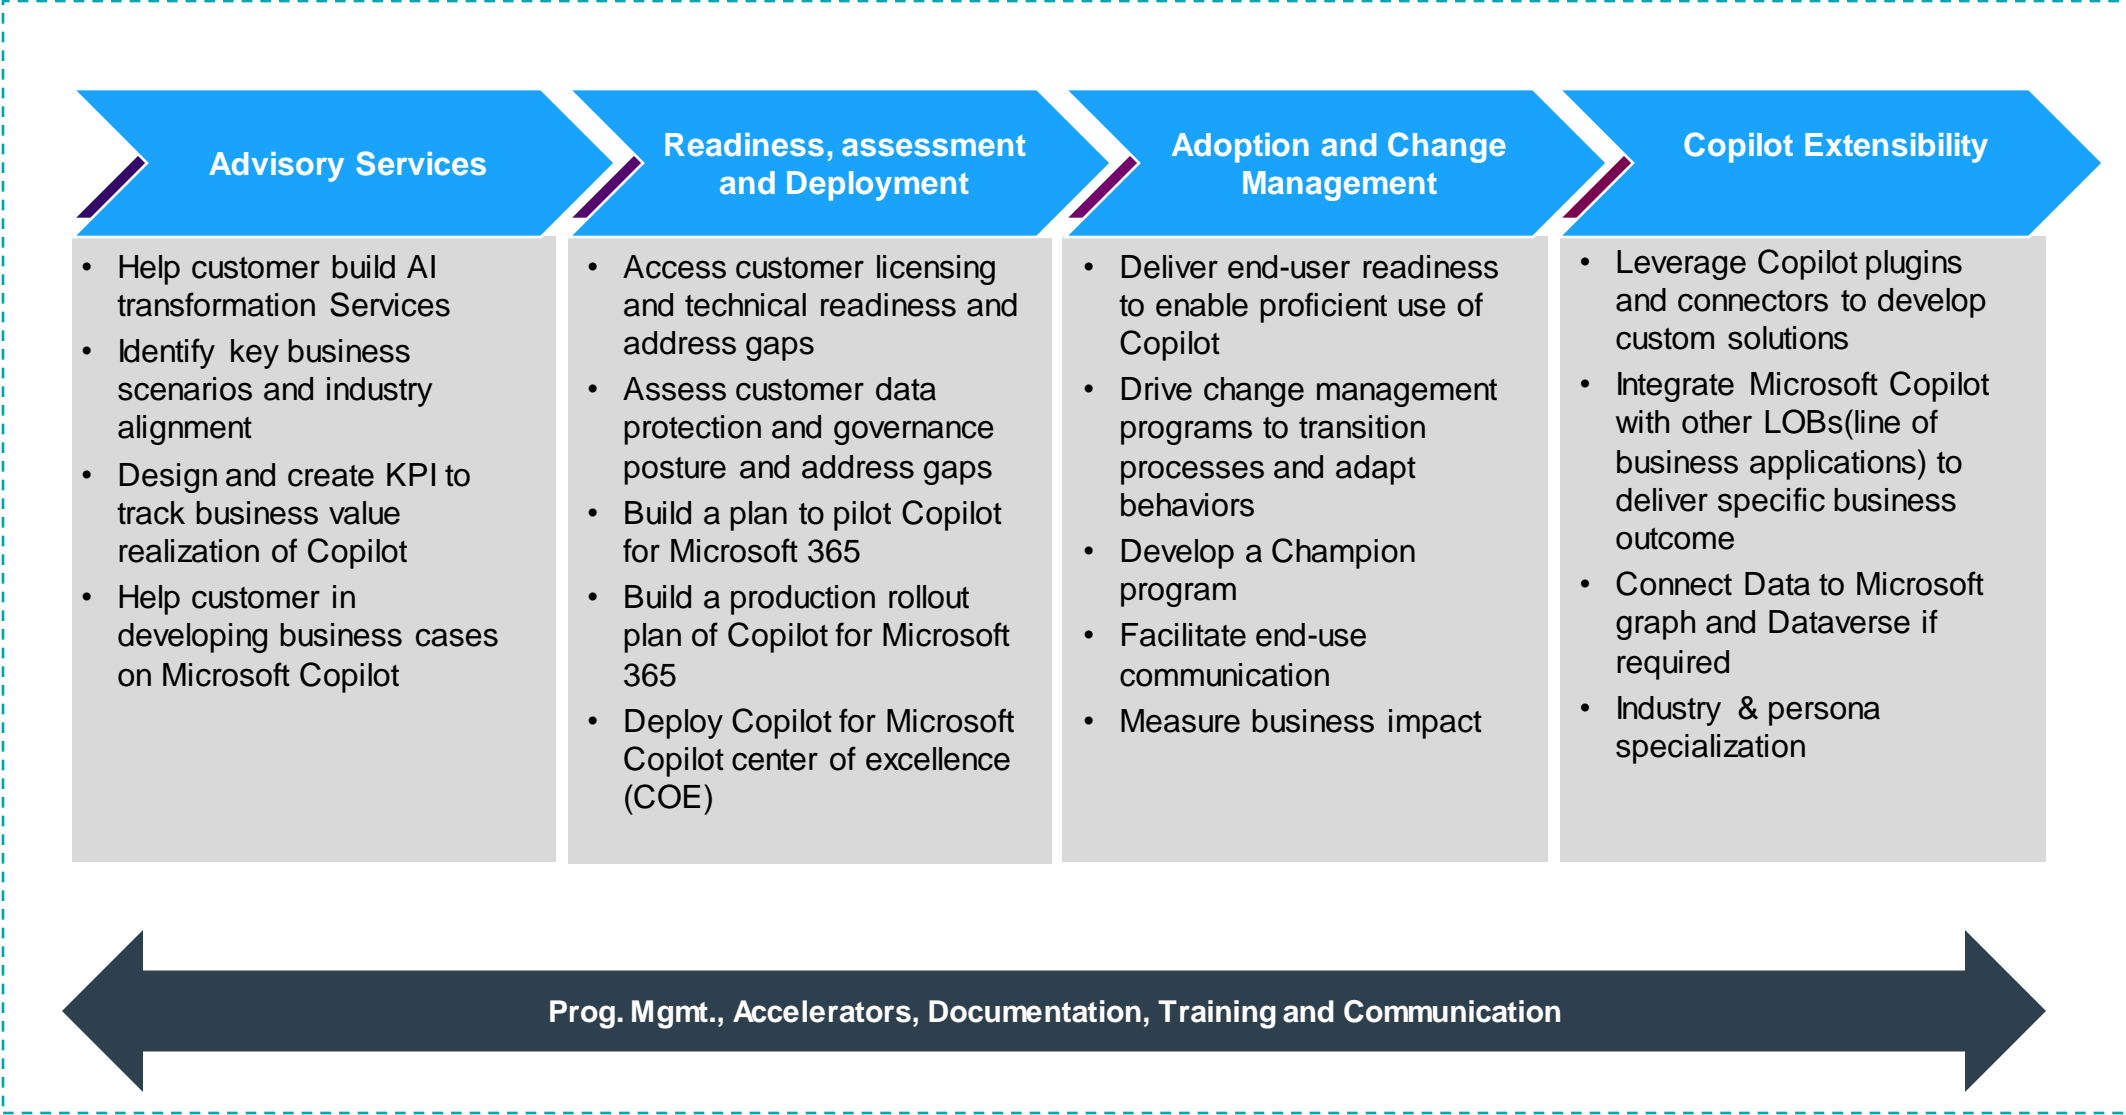 Advisory Services
• Help customer build AI
transformation Services
• Identify key business
scenarios and industry
alignment
• Design and create KPI to
track business value
realization of Copilot
• Help customer in
developing business cases
on Microsoft Copilot
Readiness, assessment
and Deployment
• Access customer licensing
and technical readiness and
address gaps
• Assess customer data
protection and governance
posture and address gaps
• Build a plan to pilot Copilot
for Microsoft 365
• Build a production rollout
plan of Copilot for Microsoft
365
• Deploy Copilot for Microsoft
Copilot center of excellence
(COE)
Adoption and Change
Management
• Deliver end-user readiness
to enable proficient use of
Copilot
• Drive change management
programs to transition
processes and adapt
behaviors
• Develop a Champion
program
• Facilitate end-use
communication
• Measure business impact
Copilot Extensibility
• Leverage Copilot plugins
and connectors to develop
custom solutions
• Integrate Microsoft Copilot
with other LOBs(line of
business applications) to
deliver specific business
outcome
• Connect Data to Microsoft
graph and Dataverse if
required
• Industry & persona
specialization
Prog. Mgmt., Accelerators, Documentation, Training and Communication